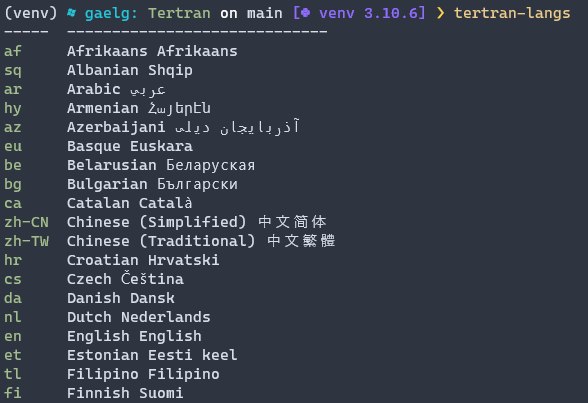 (venv) gaelg: Tertran on main [venv 3.10.6] ❯ tertran-langs
----- ----------------------------
af Afrikaans Afrikaans
sq Albanian Shqip
ar Arabic عربي
hy Armenian Հայերէն
az Azerbaijani آذربایجان دیلی
eu Basque Euskara
be Belarusian Беларуская
bg Bulgarian Български
ca Catalan Català
zh-CN Chinese (Simplified) 中文简体
zh-TW Chinese (Traditional) 中文繁體
hr Croatian Hrvatski
cs Czech Čeština
da Danish Dansk
nl Dutch Nederlands
en English English
et Estonian Eesti keel
tl Filipino Filipino
fi Finnish Suomi